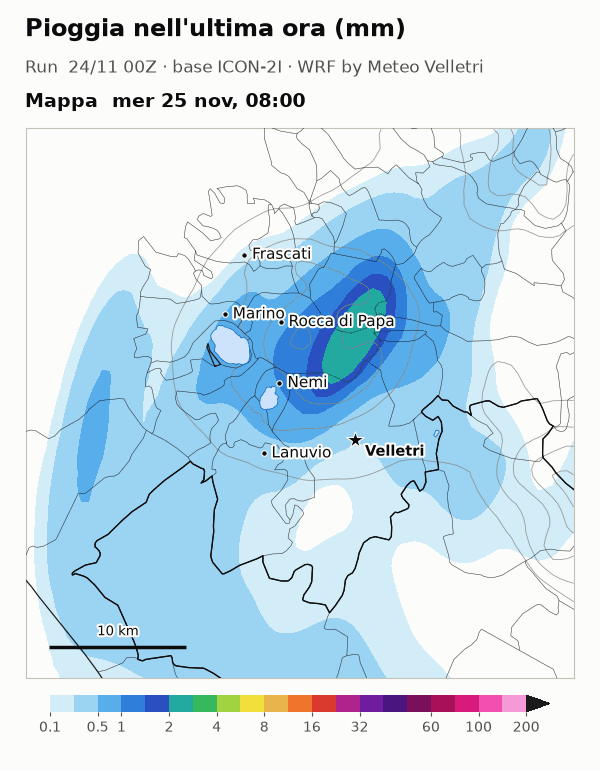 Pioggia nell'ultima ora (mm)
Run  24/11 00Z · base ICON-2I · WRF by Meteo Velletri
Mappa  mer 25 nov, 08:00
Frascati
Marino
Rocca di Papa
Nemi
Velletri
Lanuvio
10 km
0.1 0.5 1 2 4 8 16 32 60 100 200